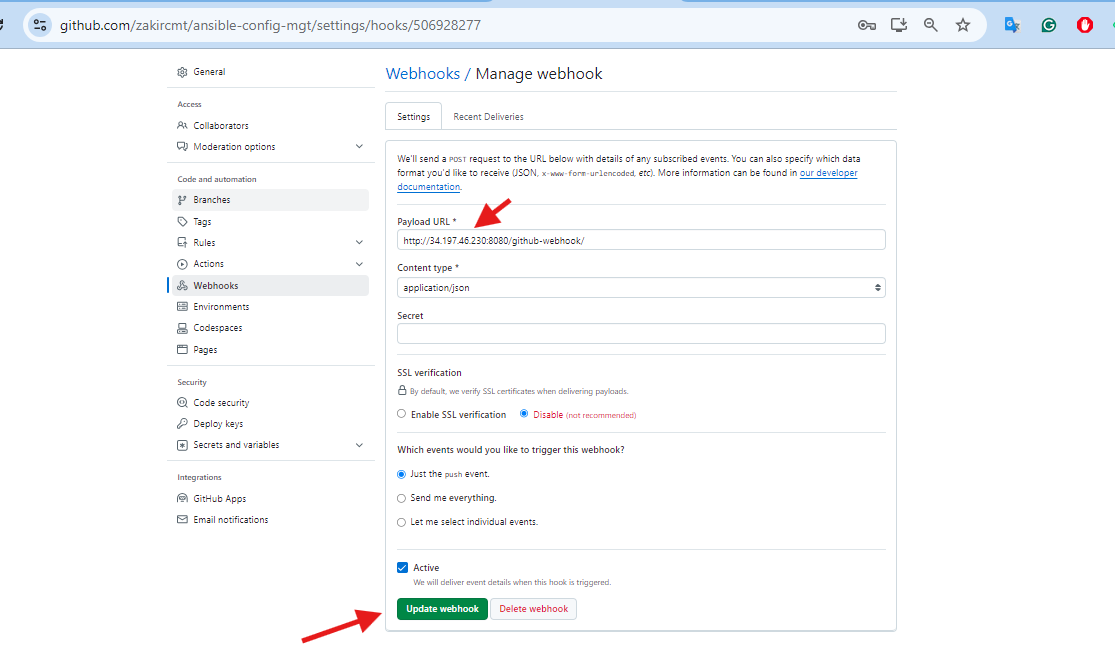 github.com/zakircmt/ansible-config-mgt/settings/hooks/506928277
General
Access
Collaborators
Moderation options
Code and automation
Branches
Tags
Rules
Actions
Webhooks
Environments
Codespaces
Pages
Security
Code security
Deploy keys
Secrets and variables
Integrations
GitHub Apps
Email notifications
Webhooks / Manage webhook
Settings
Recent Deliveries
We'll send a POST request to the URL below with details of any subscribed events. You can also specify which data
format you'd like to receive (JSON, x-www-form-urlencoded, etc). More information can be found in our developer
documentation.
Payload URL *
http://34.197.46.230:8080/github-webhook/
Content type *
application/json
Secret
SSL verification
By default, we verify SSL certificates when delivering payloads.
Enable SSL verification
Disable (not recommended)
Which events would you like to trigger this webhook?
Just the push event.
Send me everything.
Let me select individual events.
Active
We will deliver event details when this hook is triggered.
Update webhook
Delete webhook